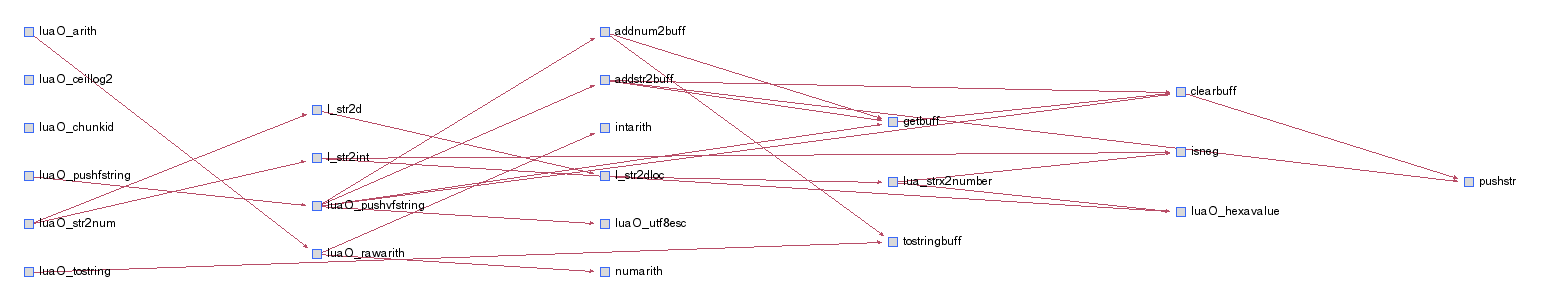 luaO_arith
luaO_ceillog2
luaO_chunkid
luaO_pushfstring
luaO_str2num
luaO_tostring
l_str2d
l_str2int
luaO_pushvfstring
luaO_rawarith
addnum2buff
addstr2buff
intarith
l_str2dloc
luaO_utf8esc
numarith
getbuff
lua_strx2number
tostringbuff
clearbuff
isneg
luaO_hexavalue
pushstr